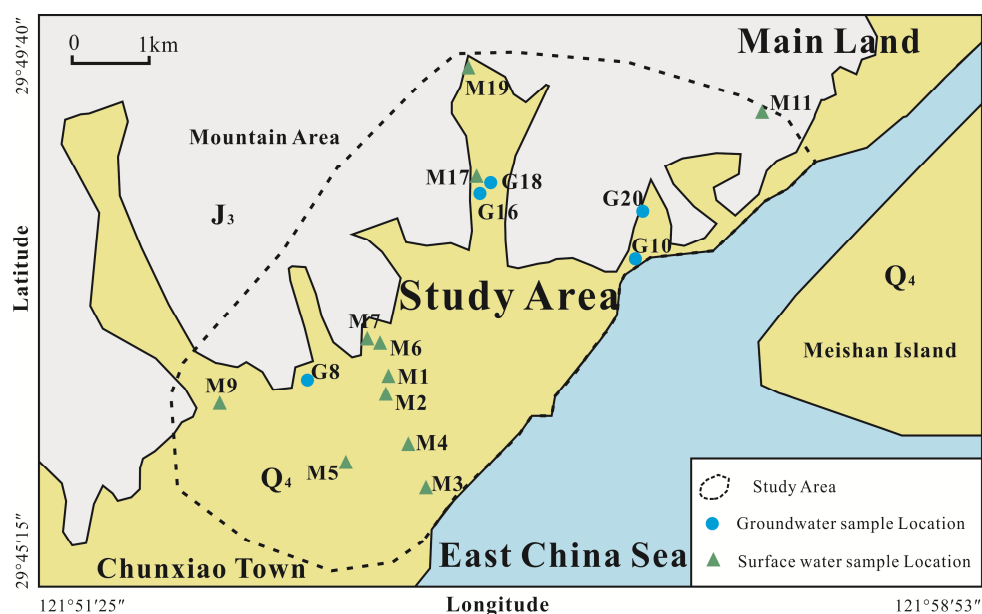 29°49′40″
0 1km
Main Land
M19
M11
Mountain Area
M17
G18
G16
G20
J3
G10
Latitude
Q4
Study Area
M7
M6
Meishan Island
G8
M1
M9
M2
M4
M5
Q4
M3
Study Area
Groundwater sample Location
Surface water sample Location
29°45′15″
East China Sea
Chunxiao Town
121°51′25″
Longitude
121°58′53″